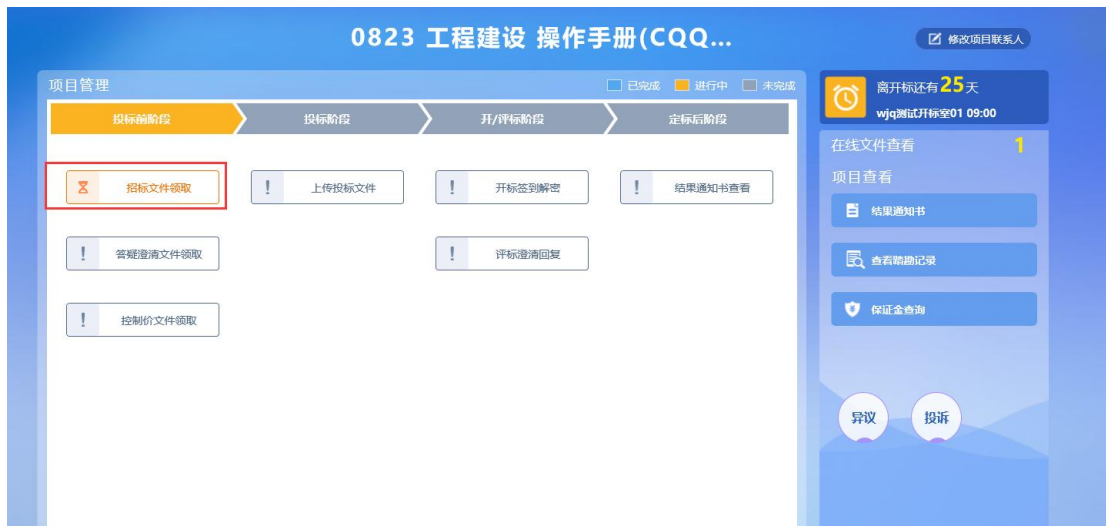 0823 工程建设 操作手册(CQQ...
修改项目联系人
项目管理
已完成 进行中 未完成
投标前阶段 投标阶段 开/评标阶段 定标后阶段
招标文件领取 上传投标文件 开标签到解密 结果通知书查看
答疑澄清文件领取 评标澄清回复
控制价文件领取
离开标还有25天
wjq测试开标室01 09:00
在线文件查看 1
项目查看
结果通知书
查看踏勘记录
保证金查询
异议 投诉